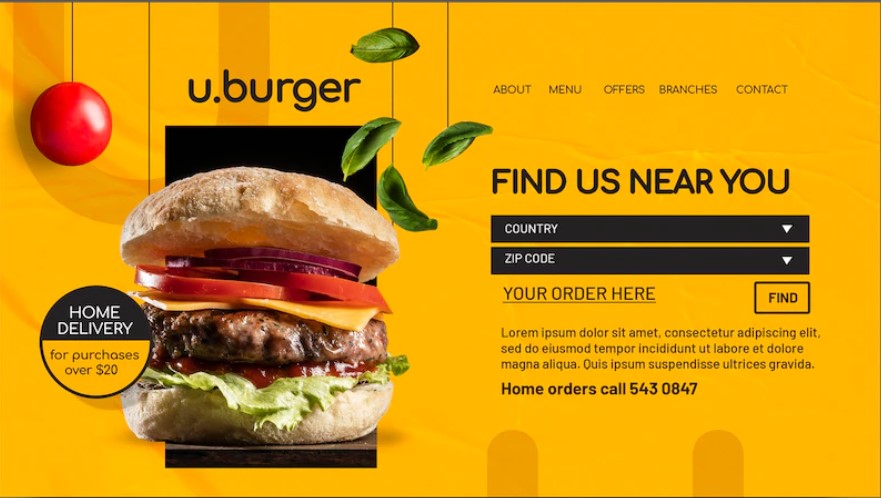 u.burger
ABOUT MENU OFFERS BRANCHES CONTACT
FIND US NEAR YOU
COUNTRY
ZIP CODE
YOUR ORDER HERE FIND
Lorem ipsum dolor sit amet, consectetur adipiscing elit,
sed do eiusmod tempor incididunt ut labore et dolore
magna aliqua. Quis ipsum suspendisse ultrices gravida.
Home orders call 543 0847
HOME
DELIVERY
for purchases
over $20